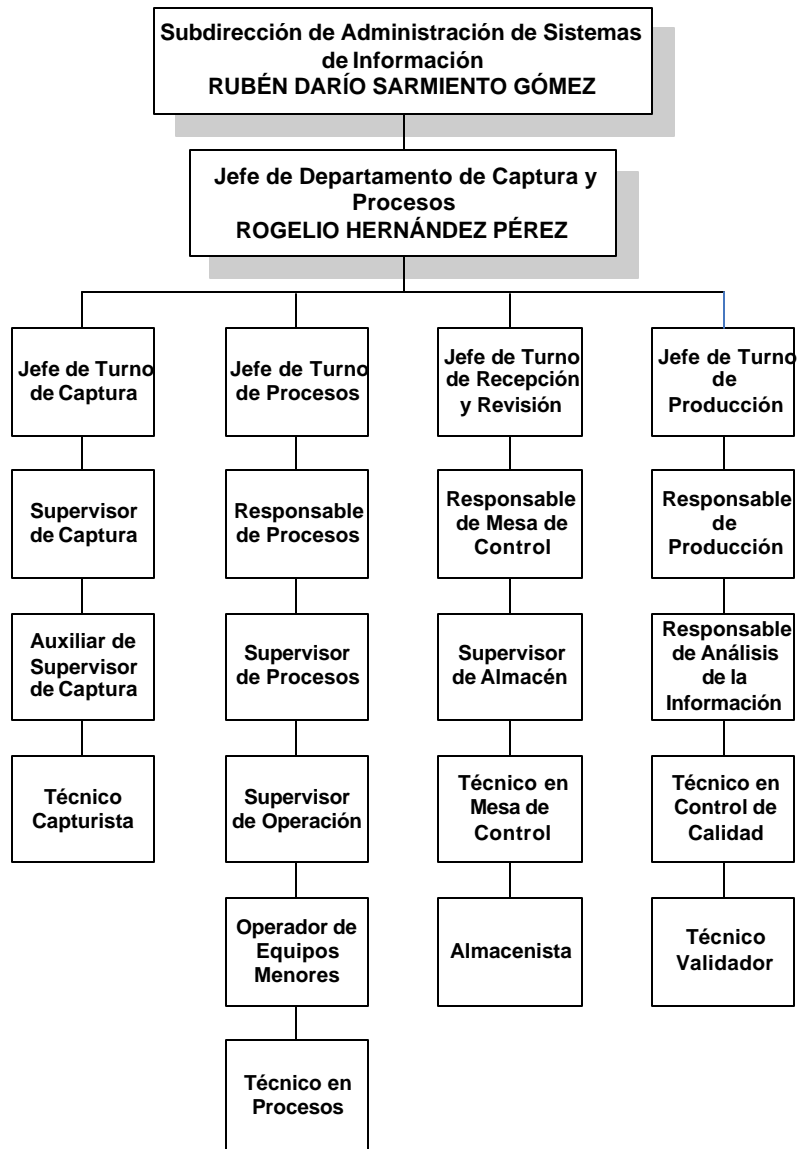 Subdirección de Administración de Sistemas
de Información
RUBÉN DARÍO SARMIENTO GÓMEZ
Jefe de Departamento de Captura y
Procesos
ROGELIO HERNÁNDEZ PÉREZ
Jefe de Turno
de Captura
Jefe de Turno
de Procesos
Jefe de Turno
de Recepción
y Revisión
Jefe de Turno
de
Producción
Supervisor
de Captura
Responsable
de Procesos
Responsable
de Mesa de
Control
Responsable
de
Producción
Auxiliar de
Supervisor
de Captura
Supervisor
de Procesos
Supervisor
de Almacén
Responsable
de Análisis
de la
Información
Técnico
Capturista
Supervisor
de Operación
Técnico en
Mesa de
Control
Técnico en
Control de
Calidad
Operador de
Equipos
Menores
Almacenista
Técnico
Validador
Técnico en
Procesos